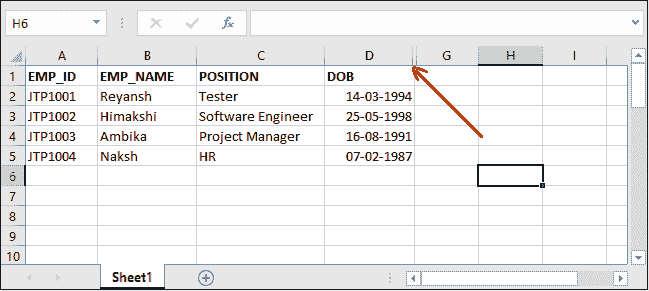 H6 fx
A B C D G H I
1 EMP_ID EMP_NAME POSITION DOB
2 JTP1001 Reyansh Tester 14-03-1994
3 JTP1002 Himakshi Software Engineer 25-05-1998
4 JTP1003 Ambika Project Manager 16-08-1991
5 JTP1004 Naksh HR 07-02-1987
6
7
8
9
10
Sheet1